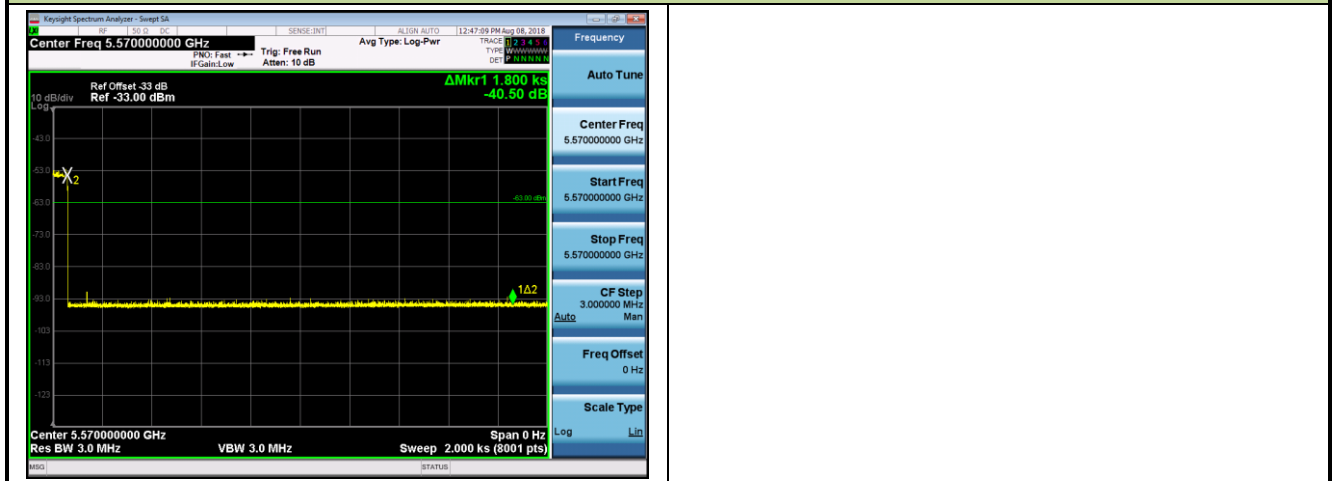 Keysight Spectrum Analyzer - Swept SA
RF 50 Ω DC SENSE:INT ALIGN AUTO 12:47:09 PM Aug 08, 2018
Center Freq 5.570000000 GHz
PNO: Fast
IFGain:Low
Trig: Free Run
Atten: 10 dB
Avg Type: Log-Pwr
TRACE 1 2 3 4 5 6
TYPE WWWWWW
DET P N N N N N
ΔMkr1 1.800 ks
-40.50 dB
Ref Offset -33 dB
10 dB/div Ref -33.00 dBm
Log
-43.0
-53.0
X2
-63.0
-63.00 dBm
-73.0
-83.0
-93.0
1Δ2
-103
-113
-123
Center 5.570000000 GHz Span 0 Hz
Res BW 3.0 MHz VBW 3.0 MHz Sweep 2.000 ks (8001 pts)
MSG STATUS
Frequency
Auto Tune
Center Freq
5.570000000 GHz
Start Freq
5.570000000 GHz
Stop Freq
5.570000000 GHz
CF Step
3.000000 MHz
Auto Man
Freq Offset
0 Hz
Scale Type
Log Lin